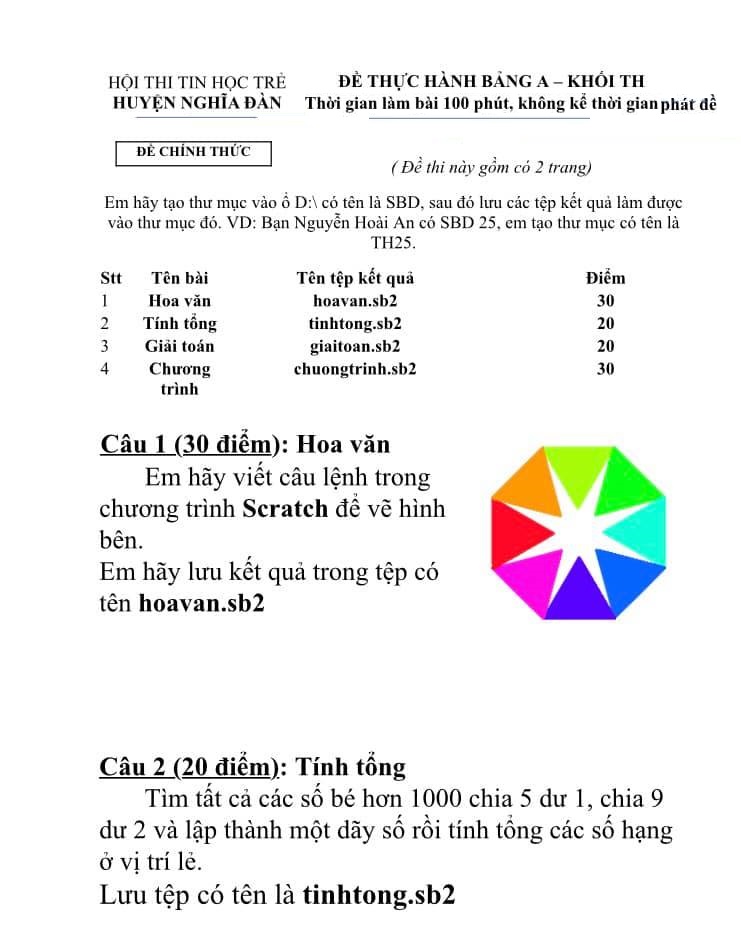 HỘI THI TIN HỌC TRẺ
HUYỆN NGHĨA ĐÀN
ĐỀ THỰC HÀNH BẢNG A – KHỐI TH
Thời gian làm bài 100 phút, không kể thời gian phát đề
ĐỀ CHÍNH THỨC
( Đề thi này gồm có 2 trang)
Em hãy tạo thư mục vào ổ D:\ có tên là SBD, sau đó lưu các tệp kết quả làm được
vào thư mục đó. VD: Bạn Nguyễn Hoài An có SBD 25, em tạo thư mục có tên là
TH25.
Stt Tên bài Tên tệp kết quả Điểm
1 Hoa văn hoavan.sb2 30
2 Tính tổng tinhtong.sb2 20
3 Giải toán giaitoan.sb2 20
4 Chương chuongtrinh.sb2 30
trình
Câu 1 (30 điểm): Hoa văn
Em hãy viết câu lệnh trong
chương trình Scratch để vẽ hình
bên.
Em hãy lưu kết quả trong tệp có
tên hoavan.sb2
Câu 2 (20 điểm): Tính tổng
Tìm tất cả các số bé hơn 1000 chia 5 dư 1, chia 9
dư 2 và lập thành một dãy số rồi tính tổng các số hạng
ở vị trí lẻ.
Lưu tệp có tên là tinhtong.sb2